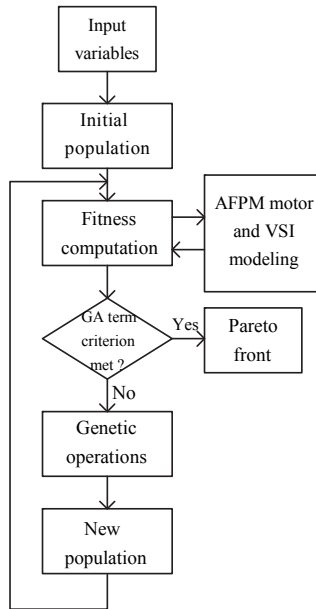 Input
variables
Initial
population
Fitness
computation
AFPM motor
and VSI
modeling
GA term
criterion
met ?
Yes
Pareto
front
No
Genetic
operations
New
population